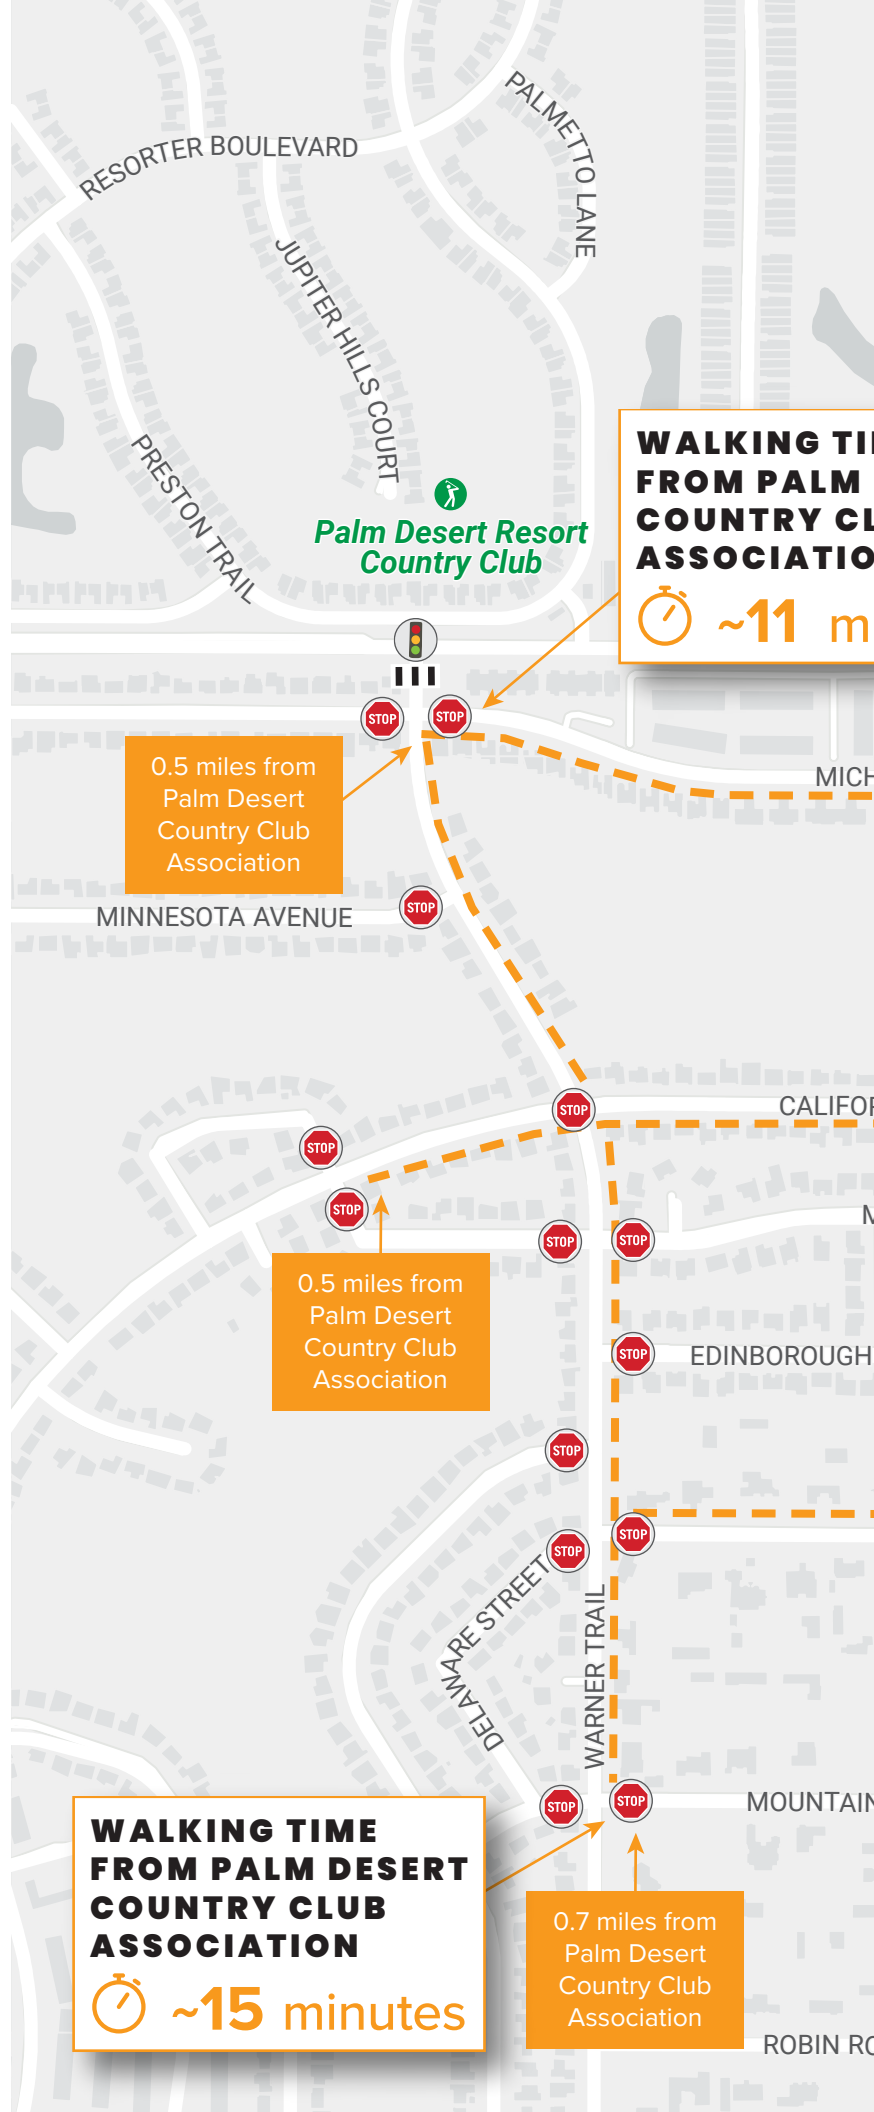 PALMETTO LANE
RESORTER BOULEVARD
JUPITER HILLS COURT
PRESTON TRAIL
Palm Desert Resort
Country Club
WALKING TI
FROM PALM
COUNTRY CL
ASSOCIATIO
~11 m
STOP
STOP
0.5 miles from
Palm Desert
Country Club
Association
MICH
STOP
MINNESOTA AVENUE
STOP
CALIFOR
STOP
STOP
STOP
STOP
M
0.5 miles from
Palm Desert
Country Club
Association
STOP
EDINBOROUGH
STOP
STOP
STOP
DELAWARE STREET
WARNER TRAIL
STOP
STOP
MOUNTAIN
WALKING TIME
FROM PALM DESERT
COUNTRY CLUB
ASSOCIATION
~15 minutes
0.7 miles from
Palm Desert
Country Club
Association
ROBIN RO